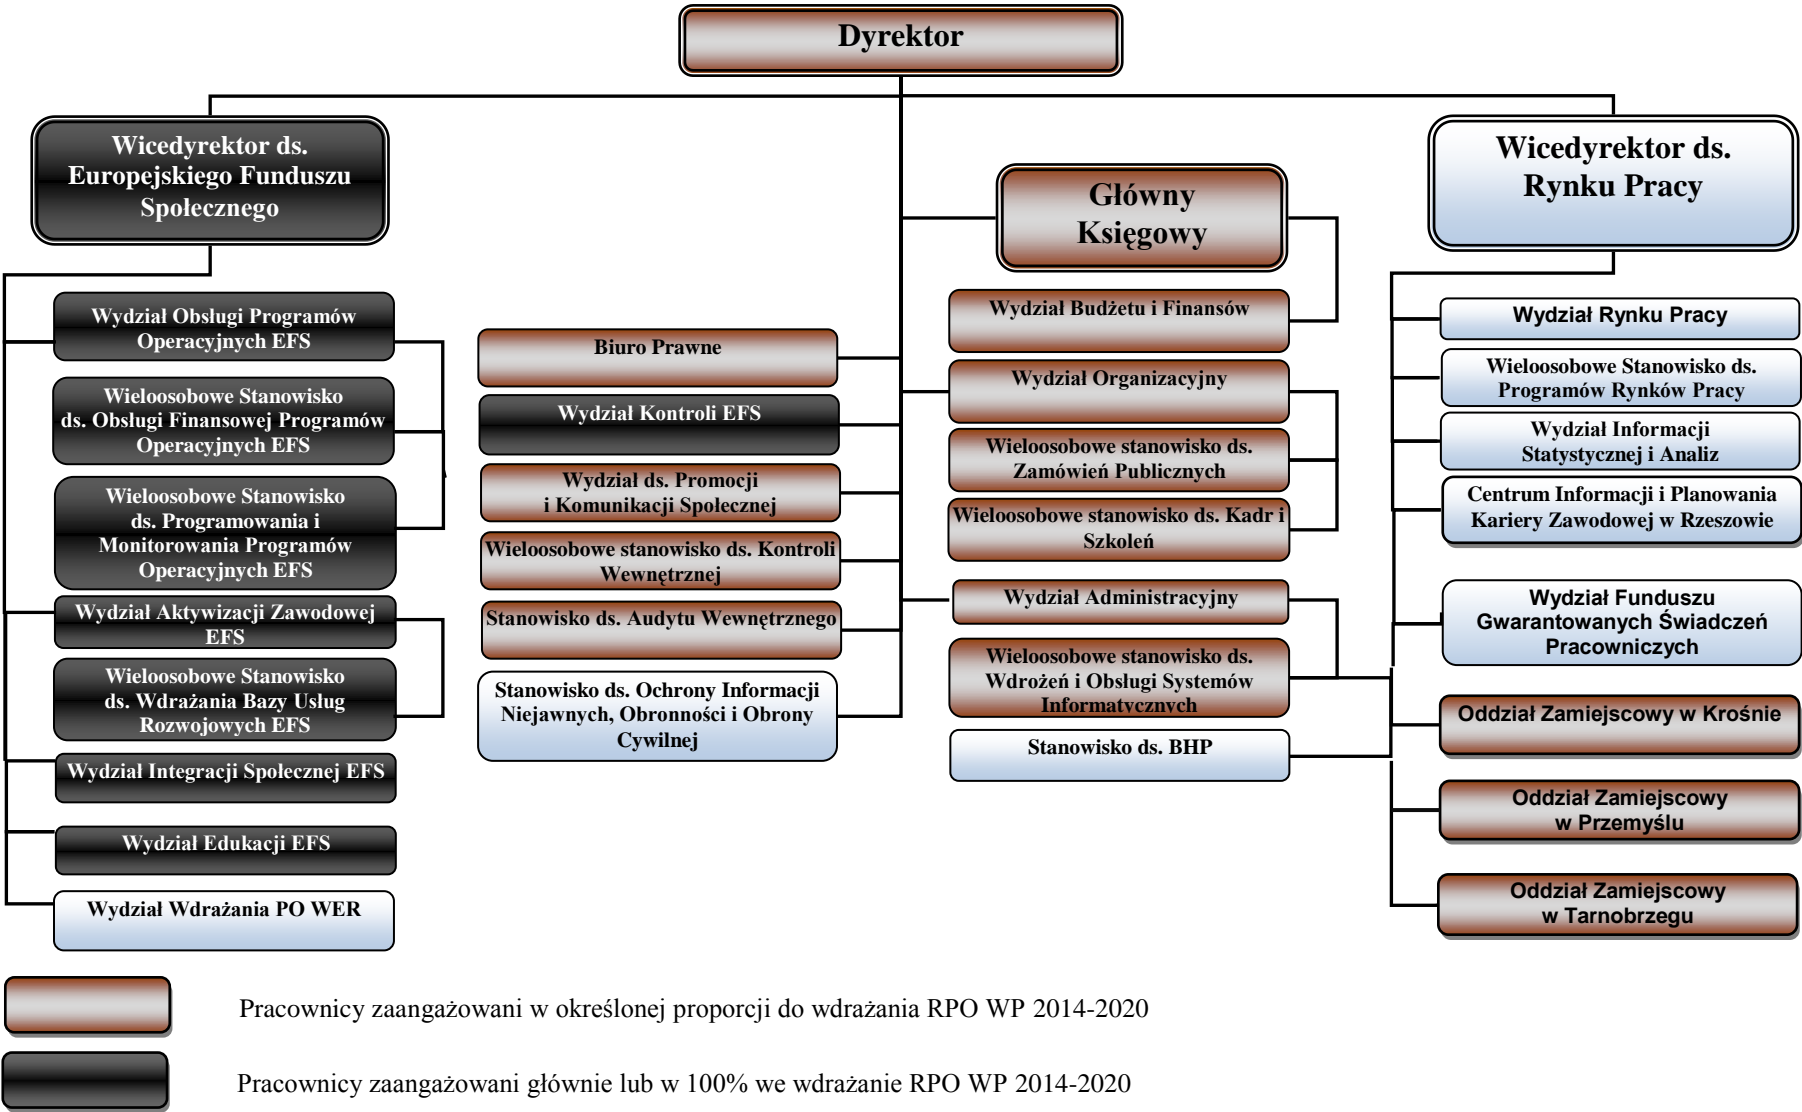 Dyrektor
Wicedyrektor ds.
Europejskiego Funduszu
Społecznego
Wydział Obsługi Programów
Operacyjnych EFS
Wieloosobowe Stanowisko
ds. Obsługi Finansowej Programów
Operacyjnych EFS
Wieloosobowe Stanowisko
ds. Programowania i
Monitorowania Programów
Operacyjnych EFS
Wydział Aktywizacji Zawodowej
EFS
Wieloosobowe Stanowisko
ds. Wdrażania Bazy Usług
Rozwojowych EFS
Wydział Integracji Społecznej EFS
Wydział Edukacji EFS
Wydział Wdrażania PO WER
Biuro Prawne
Wydział Kontroli EFS
Wydział ds. Promocji
i Komunikacji Społecznej
Wieloosobowe stanowisko ds. Kontroli
Wewnętrznej
Stanowisko ds. Audytu Wewnętrznego
Stanowisko ds. Ochrony Informacji
Niejawnych, Obronności i Obrony
Cywilnej
Główny
Księgowy
Wydział Budżetu i Finansów
Wydział Organizacyjny
Wieloosobowe stanowisko ds.
Zamówień Publicznych
Wieloosobowe stanowisko ds. Kadr i
Szkoleń
Wydział Administracyjny
Wieloosobowe stanowisko ds.
Wdrożeń i Obsługi Systemów
Informatycznych
Stanowisko ds. BHP
Wicedyrektor ds.
Rynku Pracy
Wydział Rynku Pracy
Wieloosobowe Stanowisko ds.
Programów Rynków Pracy
Wydział Informacji
Statystycznej i Analiz
Centrum Informacji i Planowania
Kariery Zawodowej w Rzeszowie
Wydział Funduszu
Gwarantowanych Świadczeń
Pracowniczych
Oddział Zamiejscowy w Krośnie
Oddział Zamiejscowy
w Przemyślu
Oddział Zamiejscowy
w Tarnobrzegu
Pracownicy zaangażowani w określonej proporcji do wdrażania RPO WP 2014-2020
Pracownicy zaangażowani głównie lub w 100% we wdrażanie RPO WP 2014-2020